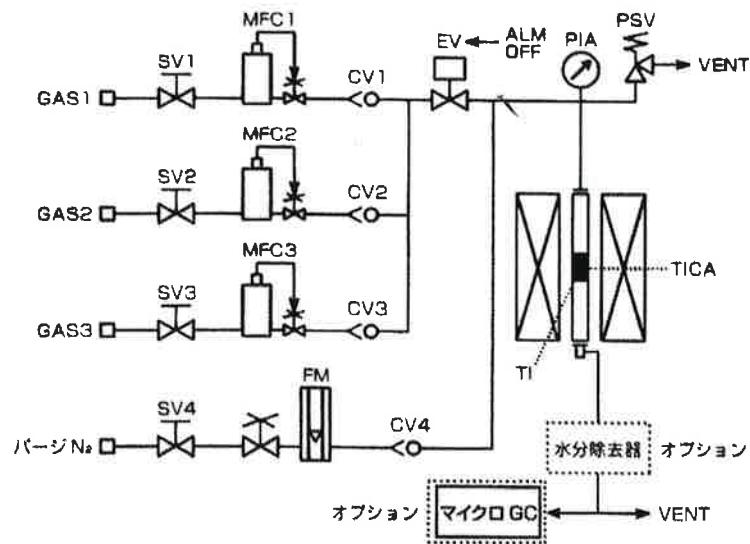 MFC1
SV1
GAS1
CV1
EV
ALM
OFF
PIA
PSV
VENT
MFC2
SV2
GAS2
CV2
MFC3
SV3
GAS3
CV3
TICA
TI
FM
SV4
パージN₂
CV4
水分除去器
オプション
オプション
マイクロGC
VENT